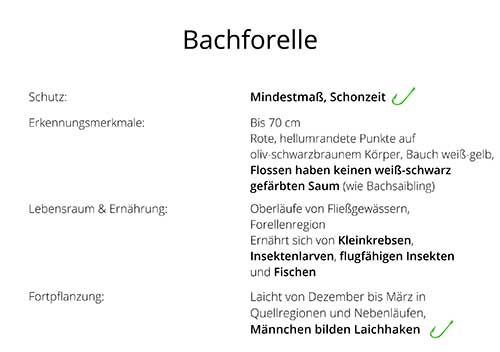 Bachforelle
Schutz: Mindestmaß, Schonzeit
Erkennungsmerkmale: Bis 70 cm
Rote, hellumrandete Punkte auf
oliv-schwarzbraunem Körper, Bauch weiß-gelb,
Flossen haben keinen weiß-schwarz
gefärbten Saum (wie Bachsaibling)
Lebensraum & Ernährung: Oberläufe von Fließgewässern,
Forellenregion
Ernährt sich von Kleinkrebsen,
Insektenlarven, flugfähigen Insekten
und Fischen
Fortpflanzung: Laicht von Dezember bis März in
Quellregionen und Nebenläufen,
Männchen bilden Laichhaken